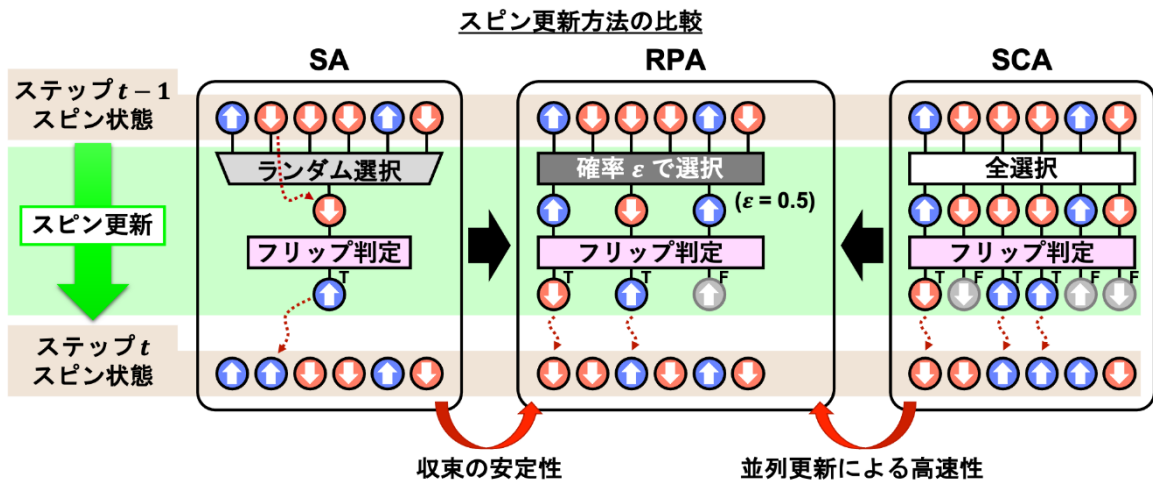 スピン更新方法の比較
SA
RPA
SCA
ステップ t − 1
スピン状態
ランダム選択
確率 ε で選択
全選択
(ε = 0.5)
スピン更新
フリップ判定
フリップ判定
フリップ判定
T
T
T
F
T
F
T
T
F
F
ステップ t
スピン状態
収束の安定性
並列更新による高速性